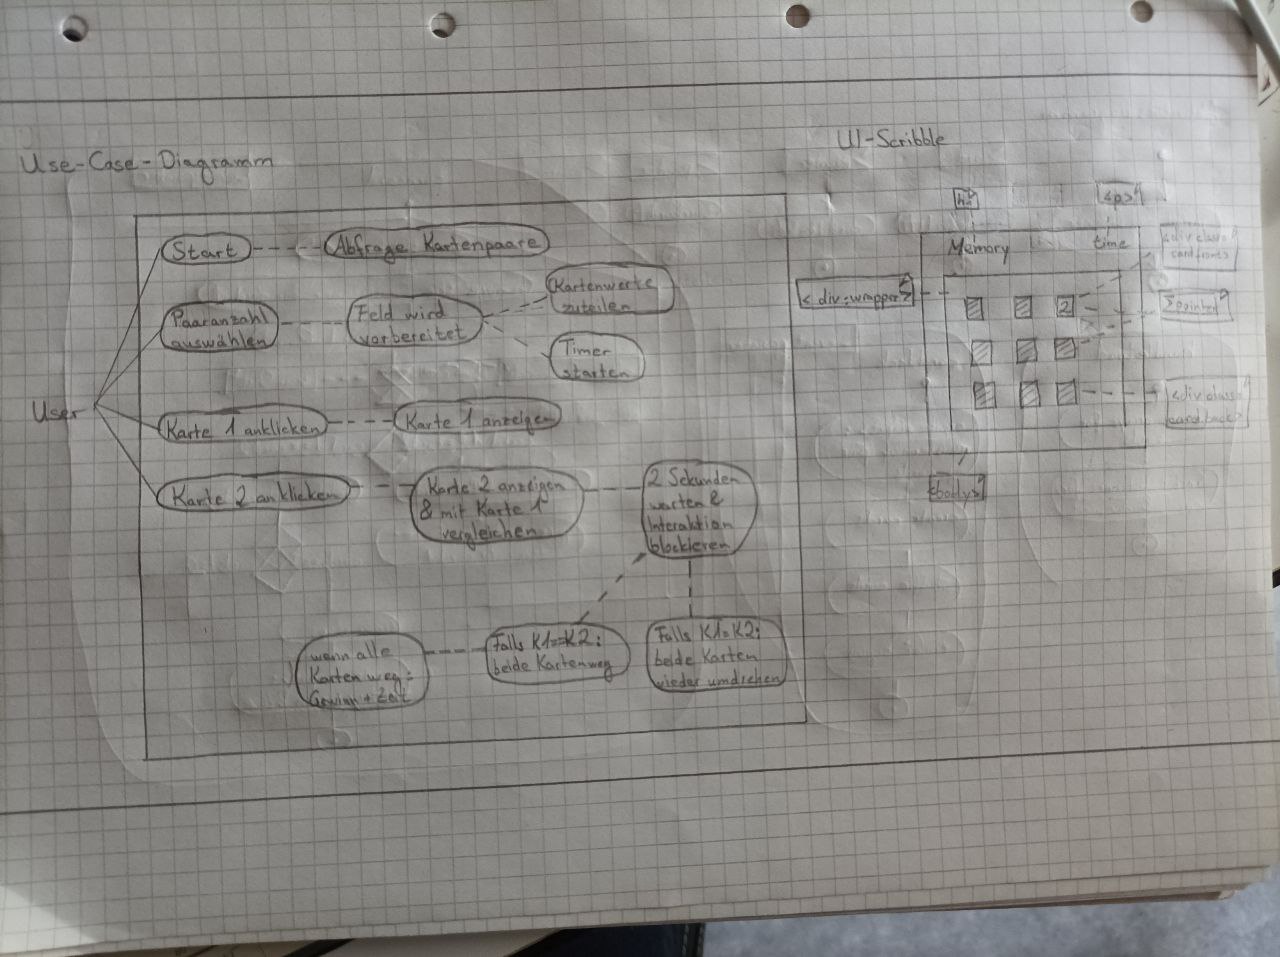 Use-Case-Diagramm
User
Start
Abfrage Kartenpaare
Paaranzahl
auswählen
Feld wird
vorbereitet
Kartenwerte
zuteilen
Timer
starten
Karte 1 anklicken
Karte 1 anzeigen
Karte 2 anklicken
Karte 2 anzeigen
& mit Karte 1
vergleichen
2 Sekunden
warten &
Interaktion
blockieren
Falls K1==K2:
beide Karten weg
Falls K1=K2:
beide Karten
wieder umdrehen
wenn alle
Karten weg:
Gewinn + Zeit
UI-Scribble
<p>
Memory
time
<div:wrapper>
2
<div class=
cardfront>
<div class=
cardback>
<body>